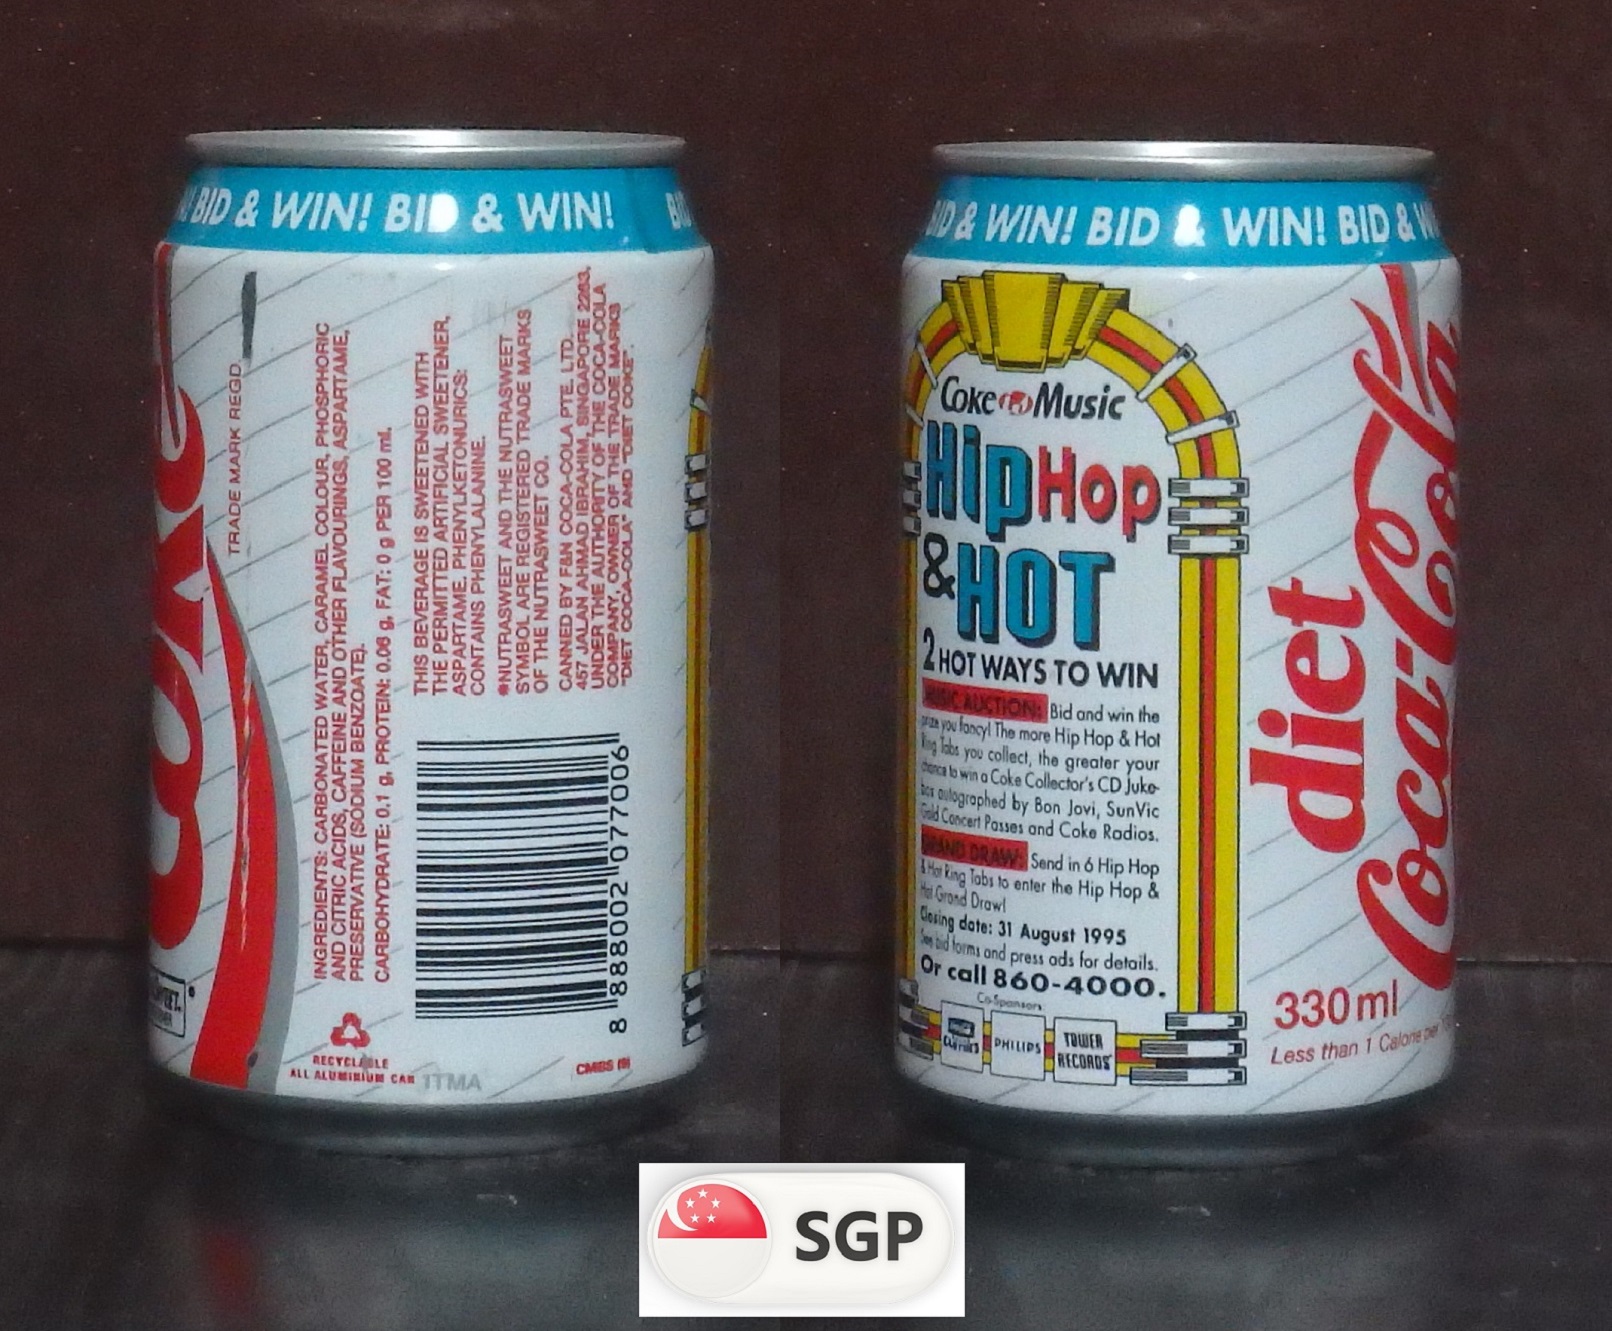 BID & WIN! BID & WIN! BID
Coke
TRADE MARK REGD.
INGREDIENTS: CARBONATED WATER, CARAMEL COLOUR, PHOSPHORIC
AND CITRIC ACIDS, CAFFEINE AND OTHER FLAVOURINGS, ASPARTAME,
PRESERVATIVE (SODIUM BENZOATE).
CARBOHYDRATE: 0.1 g, PROTEIN: 0.06 g, FAT: 0 g PER 100 ml.
THIS BEVERAGE IS SWEETENED WITH
THE PERMITTED ARTIFICIAL SWEETENER,
ASPARTAME, PHENYLKETONURICS:
CONTAINS PHENYLALANINE.
*NUTRASWEET AND THE NUTRASWEET
SYMBOL ARE REGISTERED TRADE MARKS
OF THE NUTRASWEET CO.
CANNED BY F&N COCA-COLA PTE. LTD.
457 JALAN AHMAD IBRAHIM, SINGAPORE 2263,
UNDER THE AUTHORITY OF THE COCA-COLA
COMPANY, OWNER OF THE TRADE MARKS
"DIET COCA-COLA" AND "DIET COKE".
8 888002 077006
RECYCLABLE
ALL ALUMINIUM CAN
TTMA
BID & WIN! BID & WIN! BID & W
Coke Music
Hip Hop
& HOT
2 HOT WAYS TO WIN
MUSIC AUCTION: Bid and win the
prize you fancy! The more Hip Hop & Hot
Ring Tabs you collect, the greater your
chance to win a Coke Collector's CD Juke-
box autographed by Bon Jovi, SunVic
Gold Concert Passes and Coke Radios.
GRAND DRAW: Send in 6 Hip Hop
& Hot Ring Tabs to enter the Hip Hop &
Hot Grand Draw!
Closing date: 31 August 1995
See bid forms and press ads for details.
Or call 860-4000.
Co-Sponsors
PHILIPS
TOWER
RECORDS
diet
Coca-Cola
330 ml
Less than 1 Calorie per
SGP